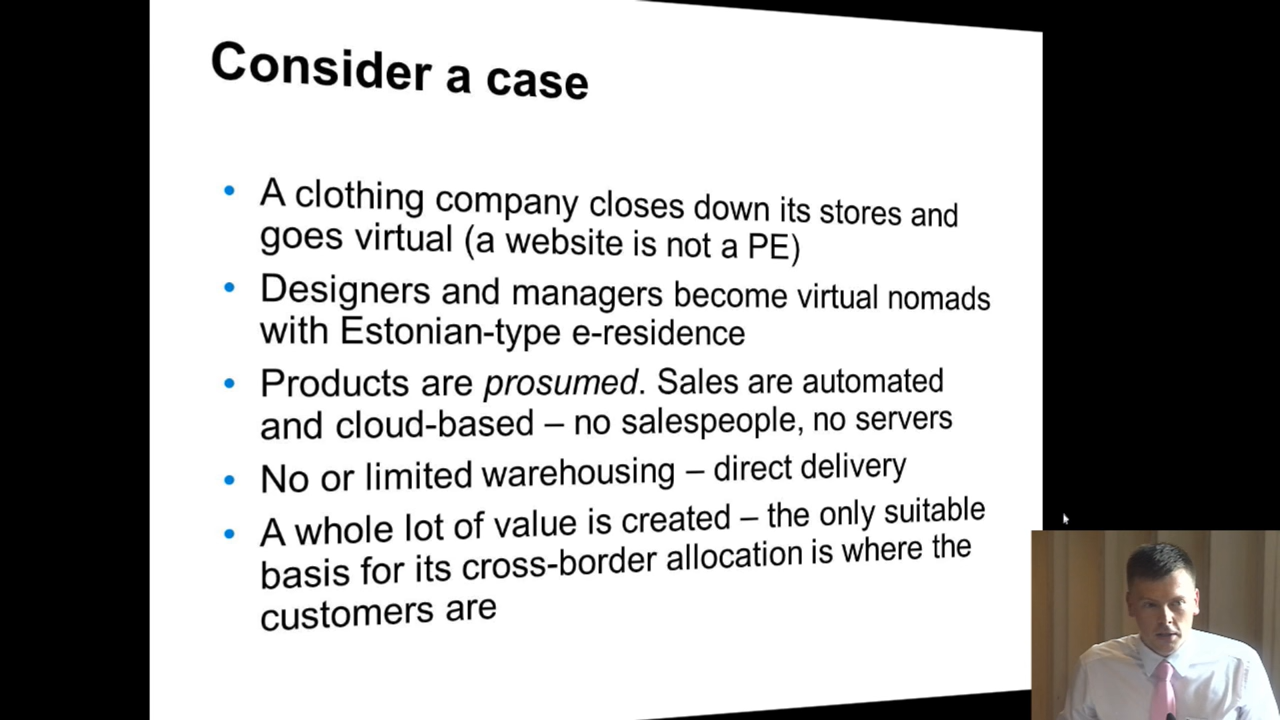 Consider a case
• A clothing company closes down its stores and
goes virtual (a website is not a PE)
• Designers and managers become virtual nomads
with Estonian-type e-residence
• Products are prosumed. Sales are automated
and cloud-based – no salespeople, no servers
• No or limited warehousing – direct delivery
• A whole lot of value is created – the only suitable
basis for its cross-border allocation is where the
customers are